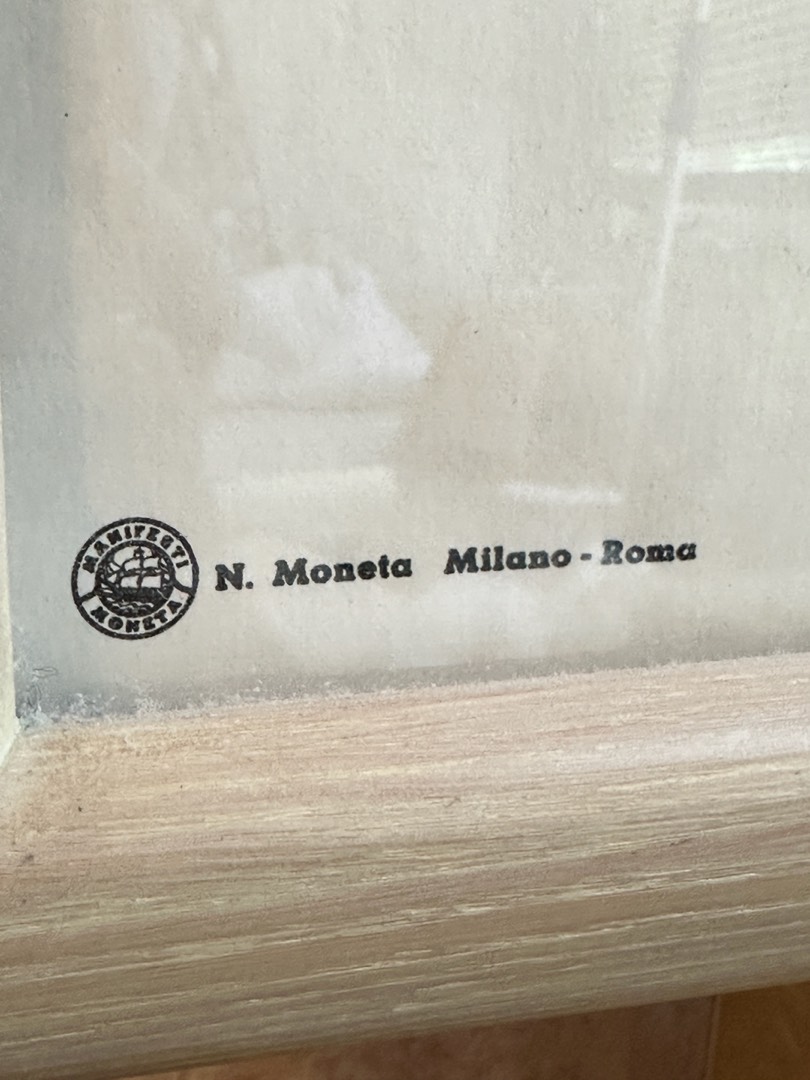 MANIFESTI
MONETA
N. Moneta Milano - Roma